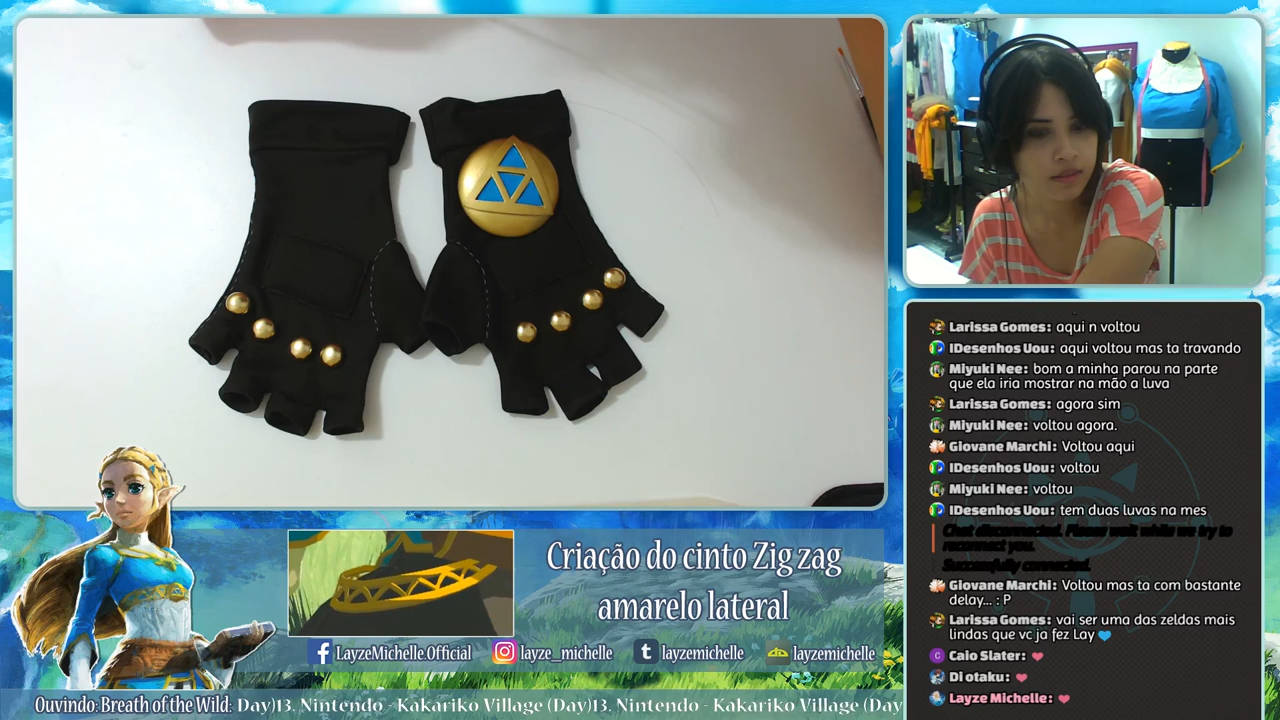 Larissa Gomes: aqui n voltou
IDesenhos Uou: aqui voltou mas ta travando
Miyuki Nee: bom a minha parou na parte
que ela iria mostrar na mão a luva
Larissa Gomes: agora sim
Miyuki Nee: voltou agora.
Giovane Marchi: Voltou aqui
IDesenhos Uou: voltou
Miyuki Nee: voltou
IDesenhos Uou: tem duas luvas na mes
Chat disconnected. Please wait while we try to
reconnect you.
Successfully connected.
Giovane Marchi: Voltou mas ta com bastante
delay... : P
Larissa Gomes: vai ser uma das zeldas mais
lindas que vc ja fez Lay
Caio Slater:
Di otaku:
Layze Michelle:
C
Criação do cinto Zig zag
amarelo lateral
LayzeMichelle.Official
layze_michelle
layzemichelle
layzemichelle
Ouvindo: Breath of the Wild: Day)13. Nintendo - Kakariko Village (Day)13. Nintendo - Kakariko Village (Day